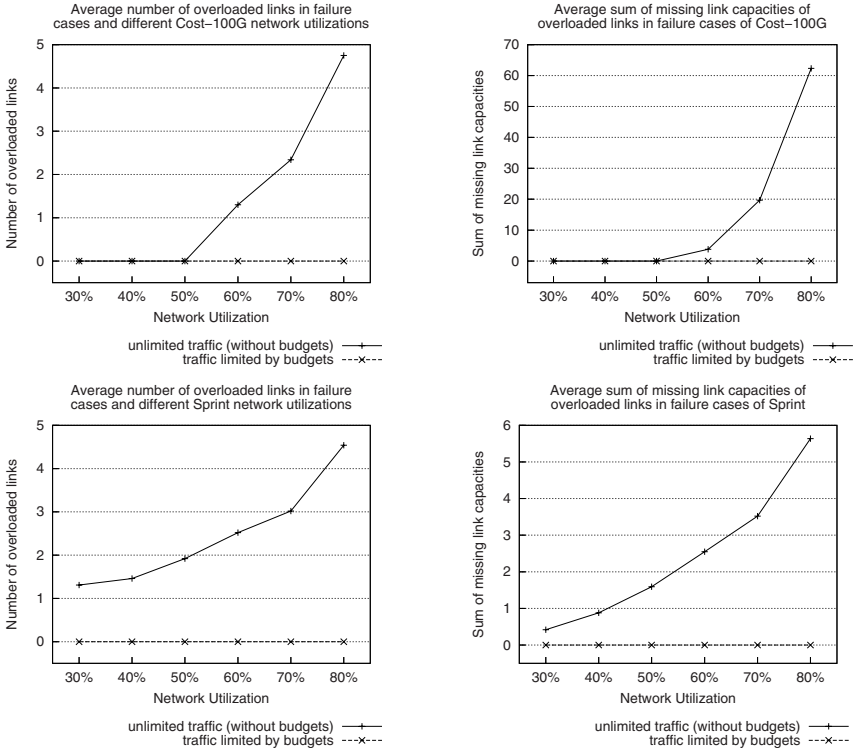 Average number of overloaded links in failure
cases and different Cost−100G network utilizations
5
4
3
2
1
0
Number of overloaded links
30% 40% 50% 60% 70% 80%
Network Utilization
unlimited traffic (without budgets)
traffic limited by budgets
Average sum of missing link capacities of
overloaded links in failure cases of Cost−100G
70
60
50
40
30
20
10
0
Sum of missing link capacities
30% 40% 50% 60% 70% 80%
Network Utilization
unlimited traffic (without budgets)
traffic limited by budgets
Average number of overloaded links in failure
cases and different Sprint network utilizations
5
4
3
2
1
0
Number of overloaded links
30% 40% 50% 60% 70% 80%
Network Utilization
unlimited traffic (without budgets)
traffic limited by budgets
Average sum of missing link capacities of
overloaded links in failure cases of Sprint
6
5
4
3
2
1
0
Sum of missing link capacities
30% 40% 50% 60% 70% 80%
Network Utilization
unlimited traffic (without budgets)
traffic limited by budgets